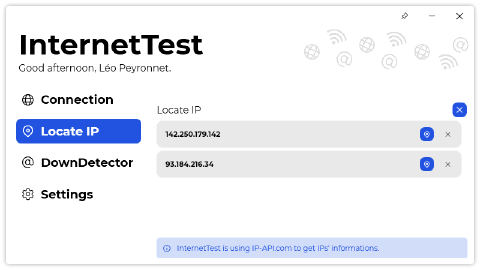 InternetTest
Good afternoon, Léo Peyronnet.
Connection
Locate IP
DownDetector
Settings
Locate IP
142.250.179.142
93.184.216.34
InternetTest is using IP-API.com to get IPs' informations.